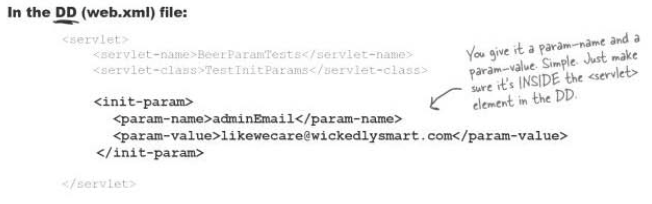 In the DD (web.xml) file:
<servlet>
<servlet-name>BeerParamTests</servlet-name>
<servlet-class>TestInitParams</servlet-class>
<init-param>
<param-name>adminEmail</param-name>
<param-value>likewecare@wickedlysmart.com</param-value>
</init-param>
</servlet>
You give it a param-name and a
param-value. Simple. Just make
sure it's INSIDE the <servlet>
element in the DD.